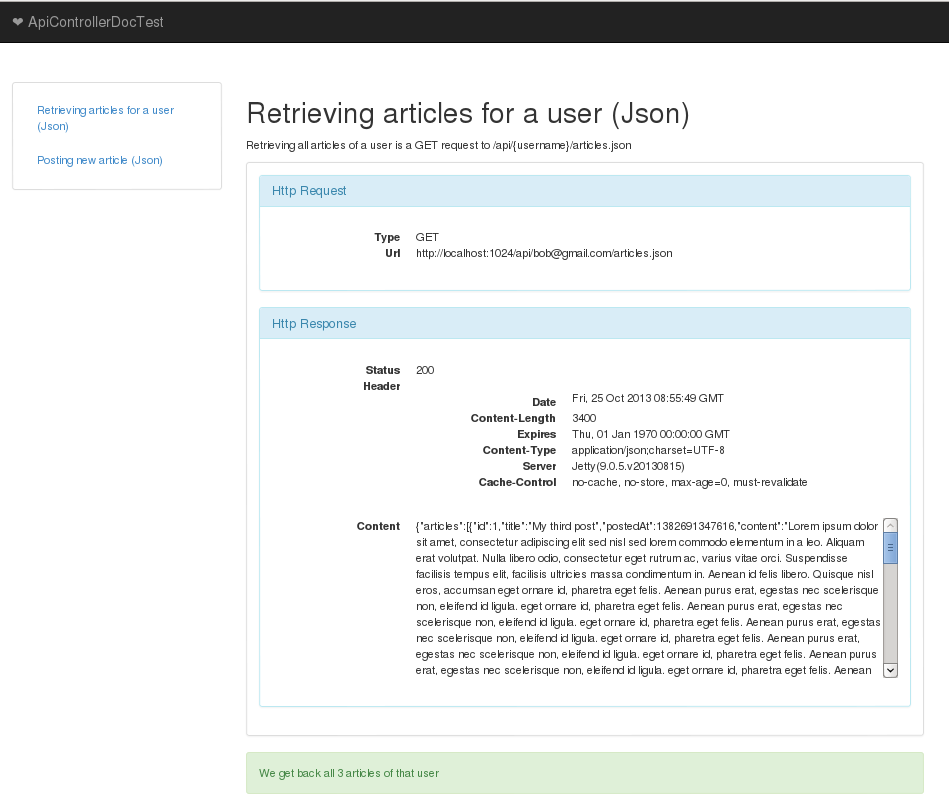 ❤ ApiControllerDocTest
Retrieving articles for a user
(Json)
Posting new article (Json)
Retrieving articles for a user (Json)
Retrieving all articles of a user is a GET request to /api/{username}/articles.json
Http Request
Type GET
Url http://localhost:1024/api/bob@gmail.com/articles.json
Http Response
Status 200
Header
Date Fri, 25 Oct 2013 08:55:49 GMT
Content-Length 3400
Expires Thu, 01 Jan 1970 00:00:00 GMT
Content-Type application/json;charset=UTF-8
Server Jetty(9.0.5.v20130815)
Cache-Control no-cache, no-store, max-age=0, must-revalidate
Content {"articles":[{"id":1,"title":"My third post","postedAt":1382691347616,"content":"Lorem ipsum dolor
sit amet, consectetur adipiscing elit sed nisl sed lorem commodo elementum in a leo. Aliquam
erat volutpat. Nulla libero odio, consectetur eget rutrum ac, varius vitae orci. Suspendisse
facilisis tempus elit, facilisis ultricies massa condimentum in. Aenean id felis libero. Quisque nisl
eros, accumsan eget ornare id, pharetra eget felis. Aenean purus erat, egestas nec scelerisque
non, eleifend id ligula. eget ornare id, pharetra eget felis. Aenean purus erat, egestas nec
scelerisque non, eleifend id ligula. eget ornare id, pharetra eget felis. Aenean purus erat, egestas
nec scelerisque non, eleifend id ligula. eget ornare id, pharetra eget felis. Aenean purus erat,
egestas nec scelerisque non, eleifend id ligula. eget ornare id, pharetra eget felis. Aenean purus
erat, egestas nec scelerisque non, eleifend id ligula. eget ornare id, pharetra eget felis. Aenean
We get back all 3 articles of that user